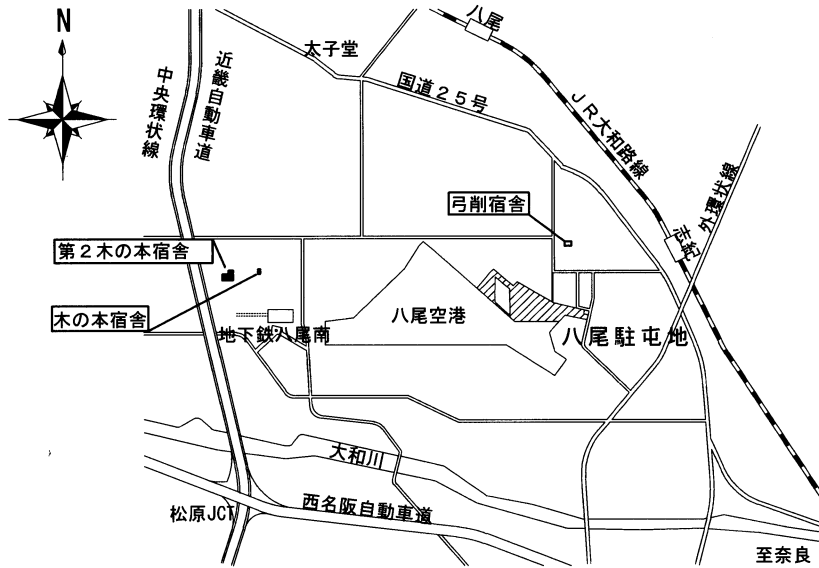 N
八尾
太子堂
近畿自動車道
中央環状線
国道25号
JR大和路線
外環状線
志紀
弓削宿舎
第2木の本宿舎
木の本宿舎
地下鉄八尾南
八尾空港
八尾駐屯地
大和川
松原JCT
西名阪自動車道
至奈良